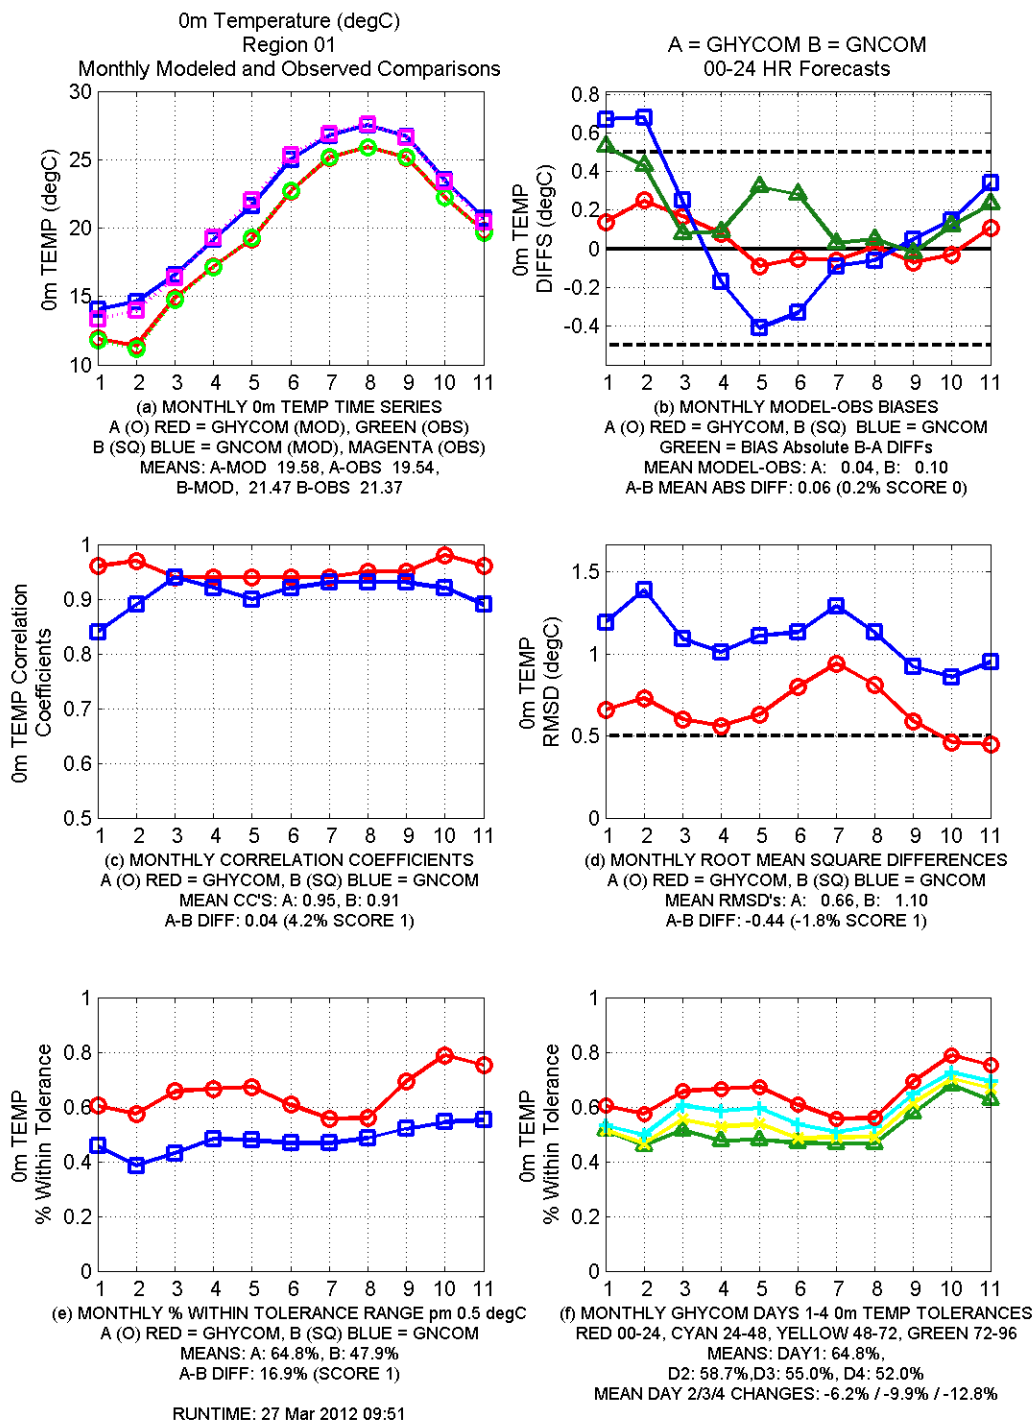 0m Temperature (degC)
Region 01
Monthly Modeled and Observed Comparisons
A = GHYCOM B = GNCOM
00-24 HR Forecasts
30
25
20
15
10
0m TEMP (degC)
1 2 3 4 5 6 7 8 9 10 11
(a) MONTHLY 0m TEMP TIME SERIES
A (O) RED = GHYCOM (MOD), GREEN (OBS)
B (SQ) BLUE = GNCOM (MOD), MAGENTA (OBS)
MEANS: A-MOD 19.58, A-OBS 19.54,
B-MOD, 21.47 B-OBS 21.37
0.8
0.6
0.4
0.2
0
-0.2
-0.4
0m TEMP
DIFFS (degC)
1 2 3 4 5 6 7 8 9 10 11
(b) MONTHLY MODEL-OBS BIASES
A (O) RED = GHYCOM, B (SQ) BLUE = GNCOM
GREEN = BIAS Absolute B-A DIFFs
MEAN MODEL-OBS: A: 0.04, B: 0.10
A-B MEAN ABS DIFF: 0.06 (0.2% SCORE 0)
1
0.9
0.8
0.7
0.6
0.5
0m TEMP Correlation
Coefficients
1 2 3 4 5 6 7 8 9 10 11
(c) MONTHLY CORRELATION COEFFICIENTS
A (O) RED = GHYCOM, B (SQ) BLUE = GNCOM
MEAN CC'S: A: 0.95, B: 0.91
A-B DIFF: 0.04 (4.2% SCORE 1)
1.5
1
0.5
0
0m TEMP
RMSD (degC)
1 2 3 4 5 6 7 8 9 10 11
(d) MONTHLY ROOT MEAN SQUARE DIFFERENCES
A (O) RED = GHYCOM, B (SQ) BLUE = GNCOM
MEAN RMSD's: A: 0.66, B: 1.10
A-B DIFF: -0.44 (-1.8% SCORE 1)
1
0.8
0.6
0.4
0.2
0
0m TEMP
% Within Tolerance
1 2 3 4 5 6 7 8 9 10 11
(e) MONTHLY % WITHIN TOLERANCE RANGE pm 0.5 degC
A (O) RED = GHYCOM, B (SQ) BLUE = GNCOM
MEANS: A: 64.8%, B: 47.9%
A-B DIFF: 16.9% (SCORE 1)
1
0.8
0.6
0.4
0.2
0
0m TEMP
% Within Tolerance
1 2 3 4 5 6 7 8 9 10 11
(f) MONTHLY GHYCOM DAYS 1-4 0m TEMP TOLERANCES
RED 00-24, CYAN 24-48, YELLOW 48-72, GREEN 72-96
MEANS: DAY1: 64.8%,
D2: 58.7%,D3: 55.0%, D4: 52.0%
MEAN DAY 2/3/4 CHANGES: -6.2% / -9.9% / -12.8%
RUNTIME: 27 Mar 2012 09:51